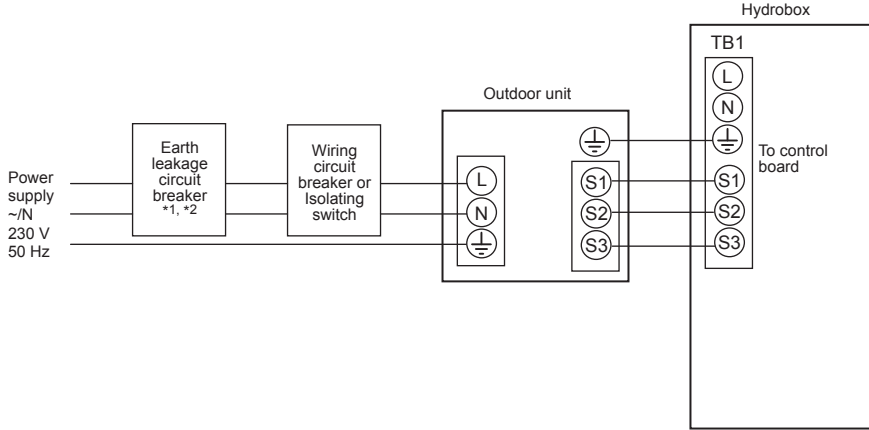 Hydrobox
TB1
L
N
To control
board
S1
S2
S3
Outdoor unit
L
N
S1
S2
S3
Wiring
circuit
breaker or
Isolating
switch
Earth
leakage
circuit
breaker
*1, *2
Power
supply
~/N
230 V
50 Hz